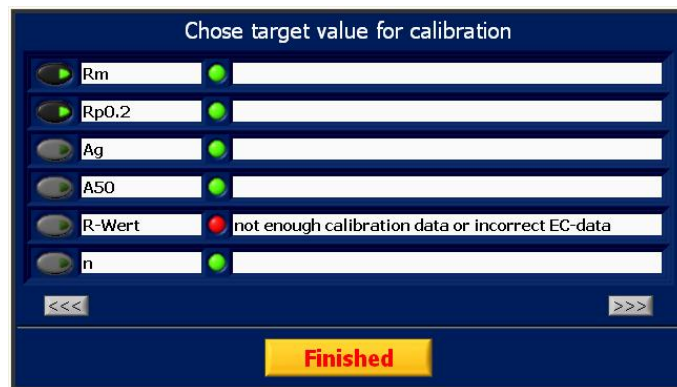 Chose target value for calibration
Rm
Rp0.2
Ag
A50
R-Wert not enough calibration data or incorrect EC-data
n
<<< >>>
Finished